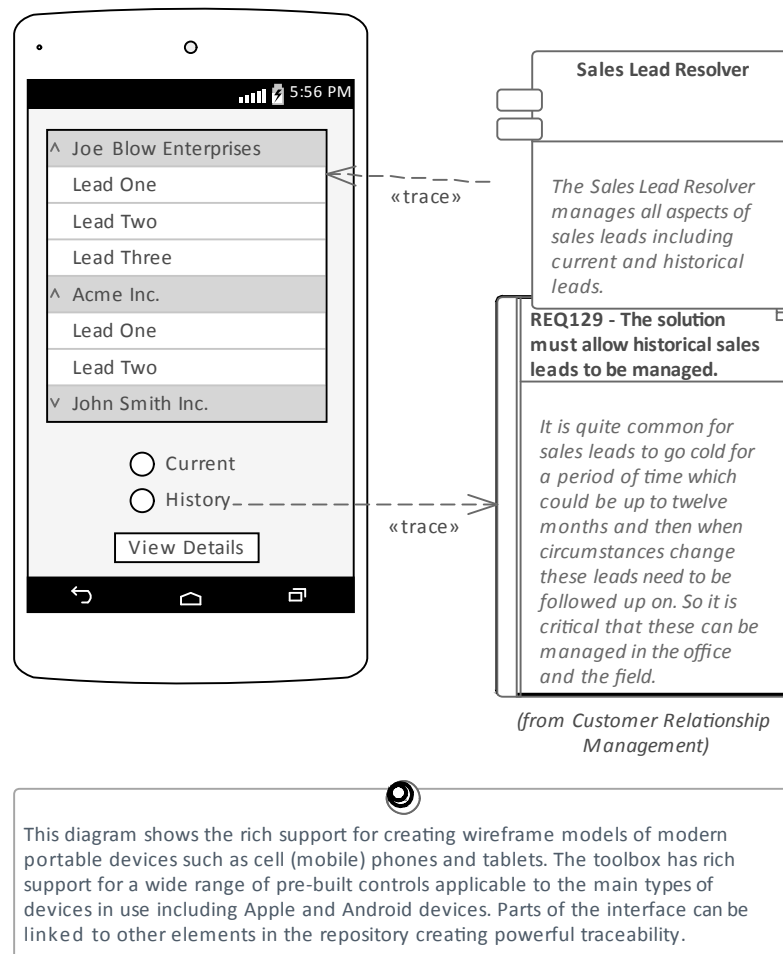 5:56 PM
^ Joe Blow Enterprises
Lead One
Lead Two
Lead Three
^ Acme Inc.
Lead One
Lead Two
v John Smith Inc.
Current
History
View Details
«trace»
«trace»
Sales Lead Resolver
The Sales Lead Resolver
manages all aspects of
sales leads including
current and historical
leads.
REQ129 - The solution
must allow historical sales
leads to be managed.
It is quite common for
sales leads to go cold for
a period of time which
could be up to twelve
months and then when
circumstances change
these leads need to be
followed up on. So it is
critical that these can be
managed in the office
and the field.
(from Customer Relationship
Management)
This diagram shows the rich support for creating wireframe models of modern
portable devices such as cell (mobile) phones and tablets. The toolbox has rich
support for a wide range of pre-built controls applicable to the main types of
devices in use including Apple and Android devices. Parts of the interface can be
linked to other elements in the repository creating powerful traceability.